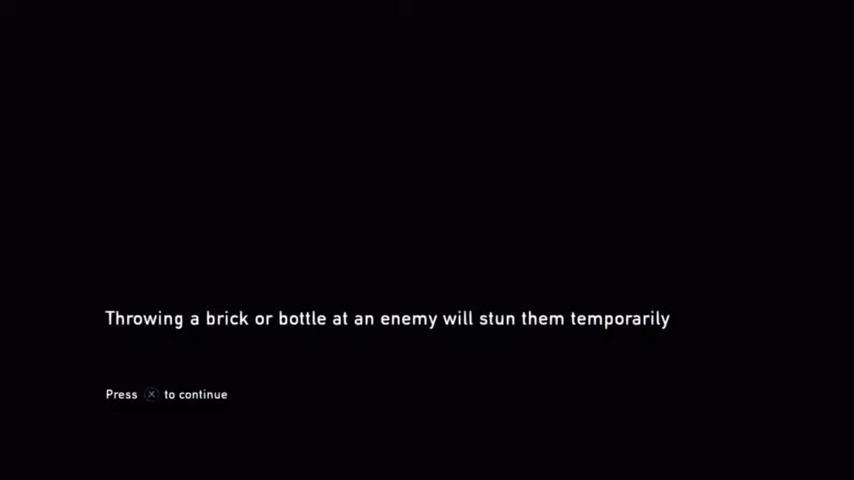 Throwing a brick or bottle at an enemy will stun them temporarily
Press ⓧ to continue